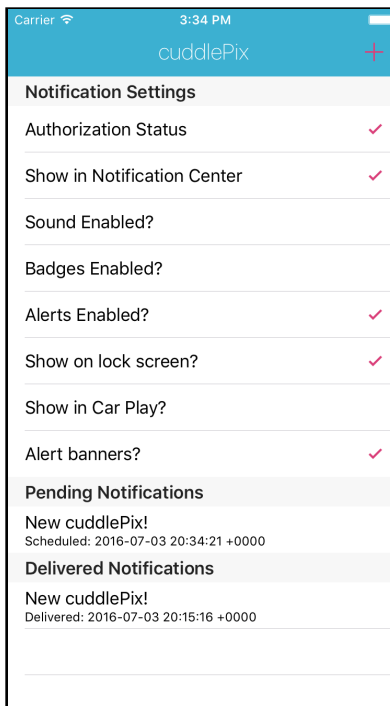 Carrier 3:34 PM
cuddlePix
Notification Settings
Authorization Status
Show in Notification Center
Sound Enabled?
Badges Enabled?
Alerts Enabled?
Show on lock screen?
Show in Car Play?
Alert banners?
Pending Notifications
New cuddlePix!
Scheduled: 2016-07-03 20:34:21 +0000
Delivered Notifications
New cuddlePix!
Delivered: 2016-07-03 20:15:16 +0000